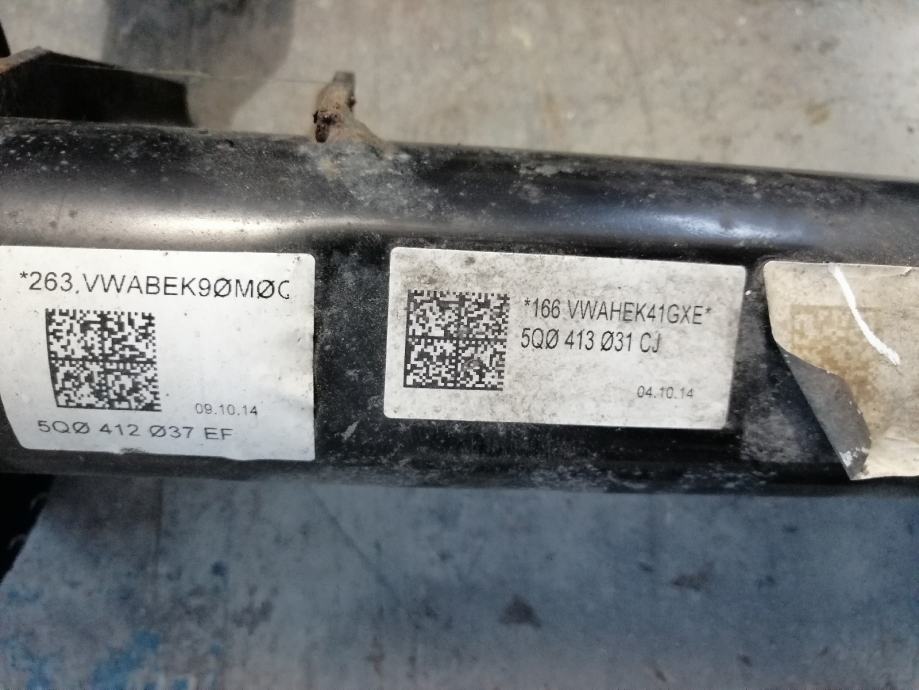 *263.VWABEK9ØMØC
09.10.14
5QØ 412 Ø37 EF
*166 VWAHEK41GXE*
5QØ 413 Ø31 CJ
04.10.14